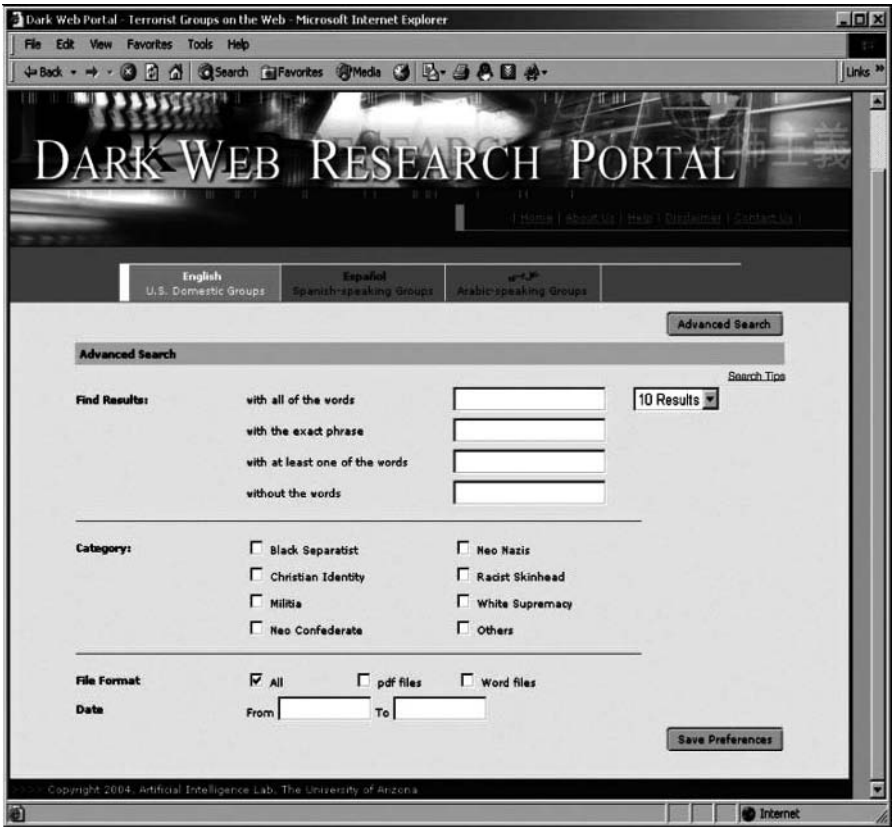 Dark Web Portal - Terrorist Groups on the Web - Microsoft Internet Explorer
File Edit View Favorites Tools Help
Back Search Favorites Media Links »
DARK WEB RESEARCH PORTAL
| Home | About Us | Help | Disclaimer | Contact Us |
English Español عربي
U.S. Domestic Groups Spanish-speaking Groups Arabic-speaking Groups
Advanced Search
Advanced Search
Search Tips
Find Results: with all of the words 10 Results
with the exact phrase
with at least one of the words
without the words
Category: Black Separatist Neo Nazis
Christian Identity Racist Skinhead
Militia White Supremacy
Neo Confederate Others
File Format All pdf files Word files
Date From To
Save Preferences
>>>> Copyright 2004, Artificial Intelligence Lab, The University of Arizona
Internet